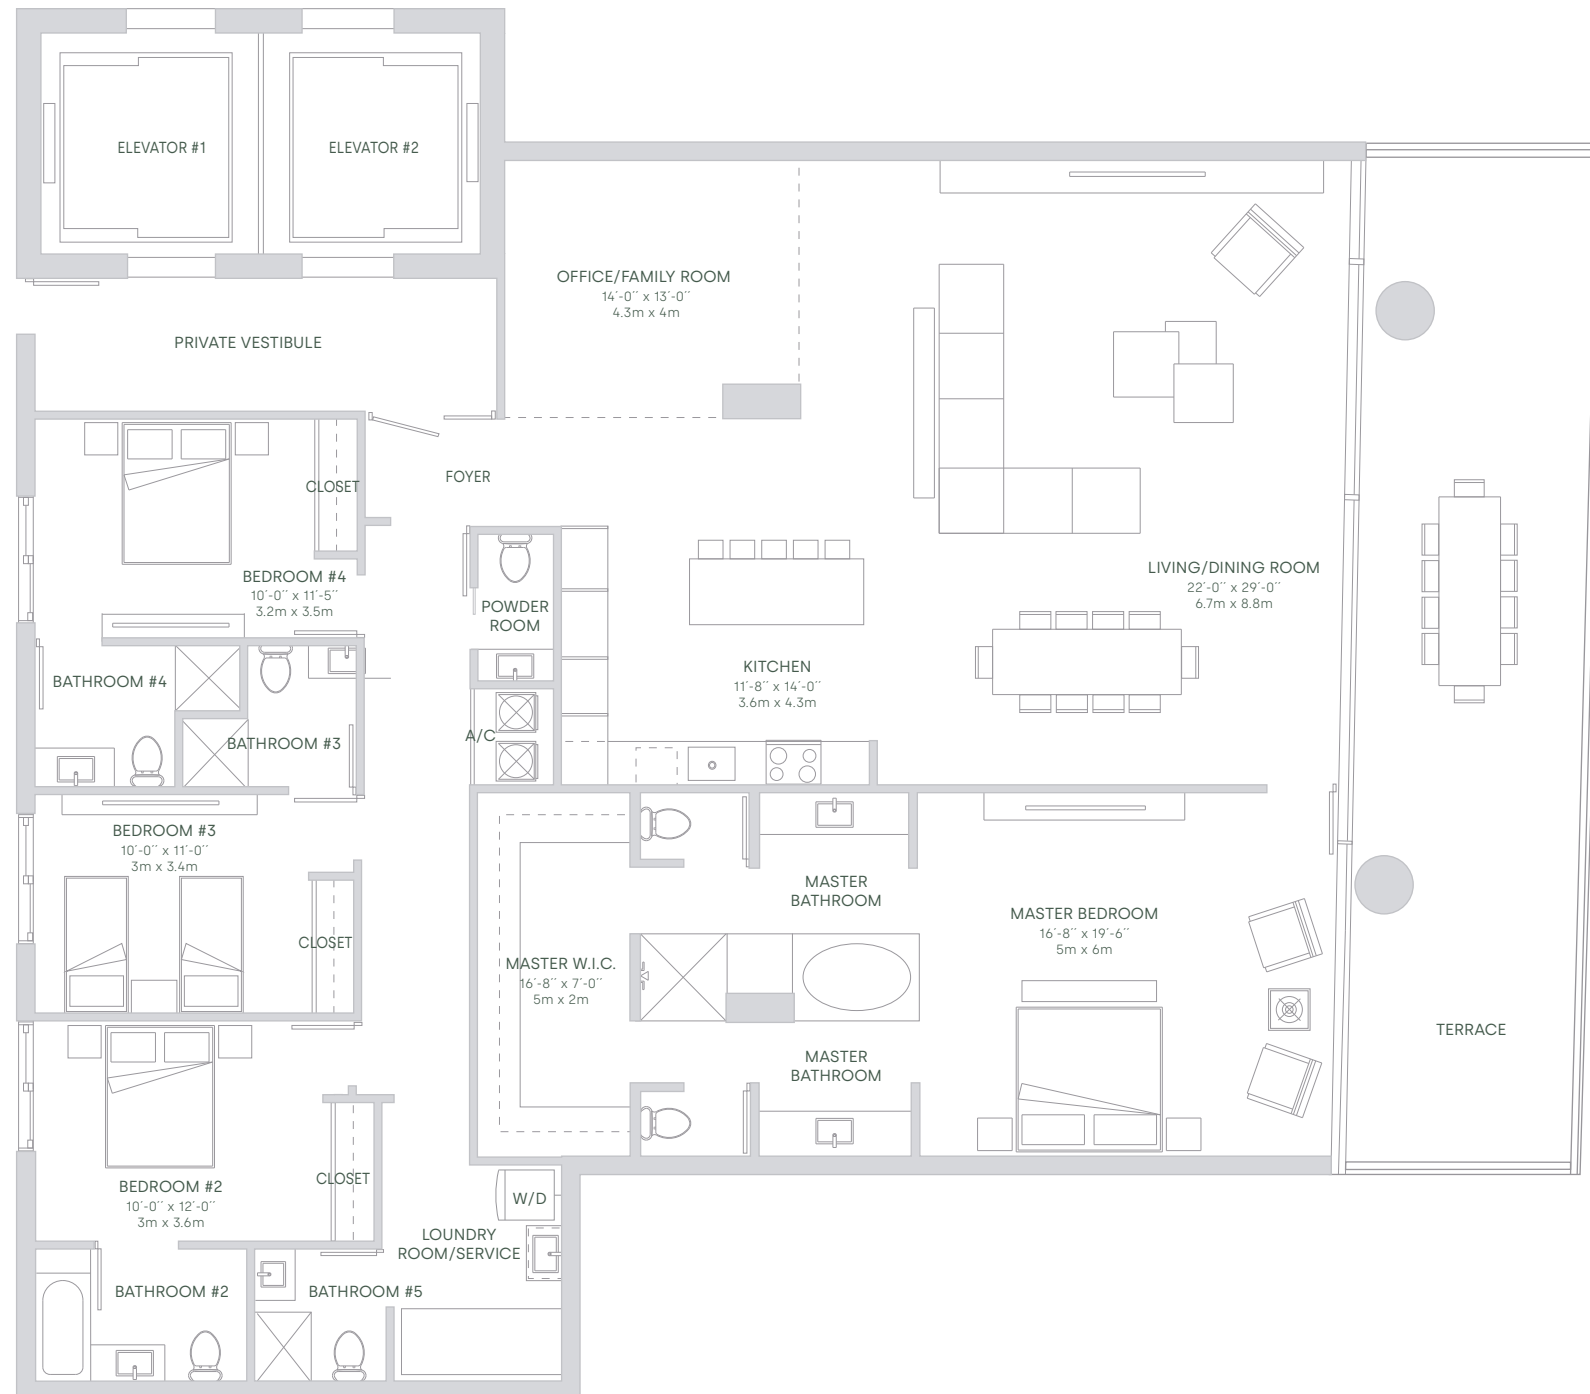 ELEVATOR #1
ELEVATOR #2
OFFICE/FAMILY ROOM
14´-0´´ x 13´-0´´
4.3m x 4m
PRIVATE VESTIBULE
FOYER
CLOSET
BEDROOM #4
10´-0´´ x 11´-5´´
3.2m x 3.5m
POWDER
ROOM
LIVING/DINING ROOM
22´-0´´ x 29´-0´´
6.7m x 8.8m
KITCHEN
11´-8´´ x 14´-0´´
3.6m x 4.3m
BATHROOM #4
BATHROOM #3
A/C
BEDROOM #3
10´-0´´ x 11´-0´´
3m x 3.4m
CLOSET
MASTER
BATHROOM
MASTER BEDROOM
16´-8´´ x 19´-6´´
5m x 6m
MASTER W.I.C.
16´-8´´ x 7´-0´´
5m x 2m
TERRACE
MASTER
BATHROOM
CLOSET
BEDROOM #2
10´-0´´ x 12´-0´´
3m x 3.6m
W/D
LOUNDRY
ROOM/SERVICE
BATHROOM #2
BATHROOM #5